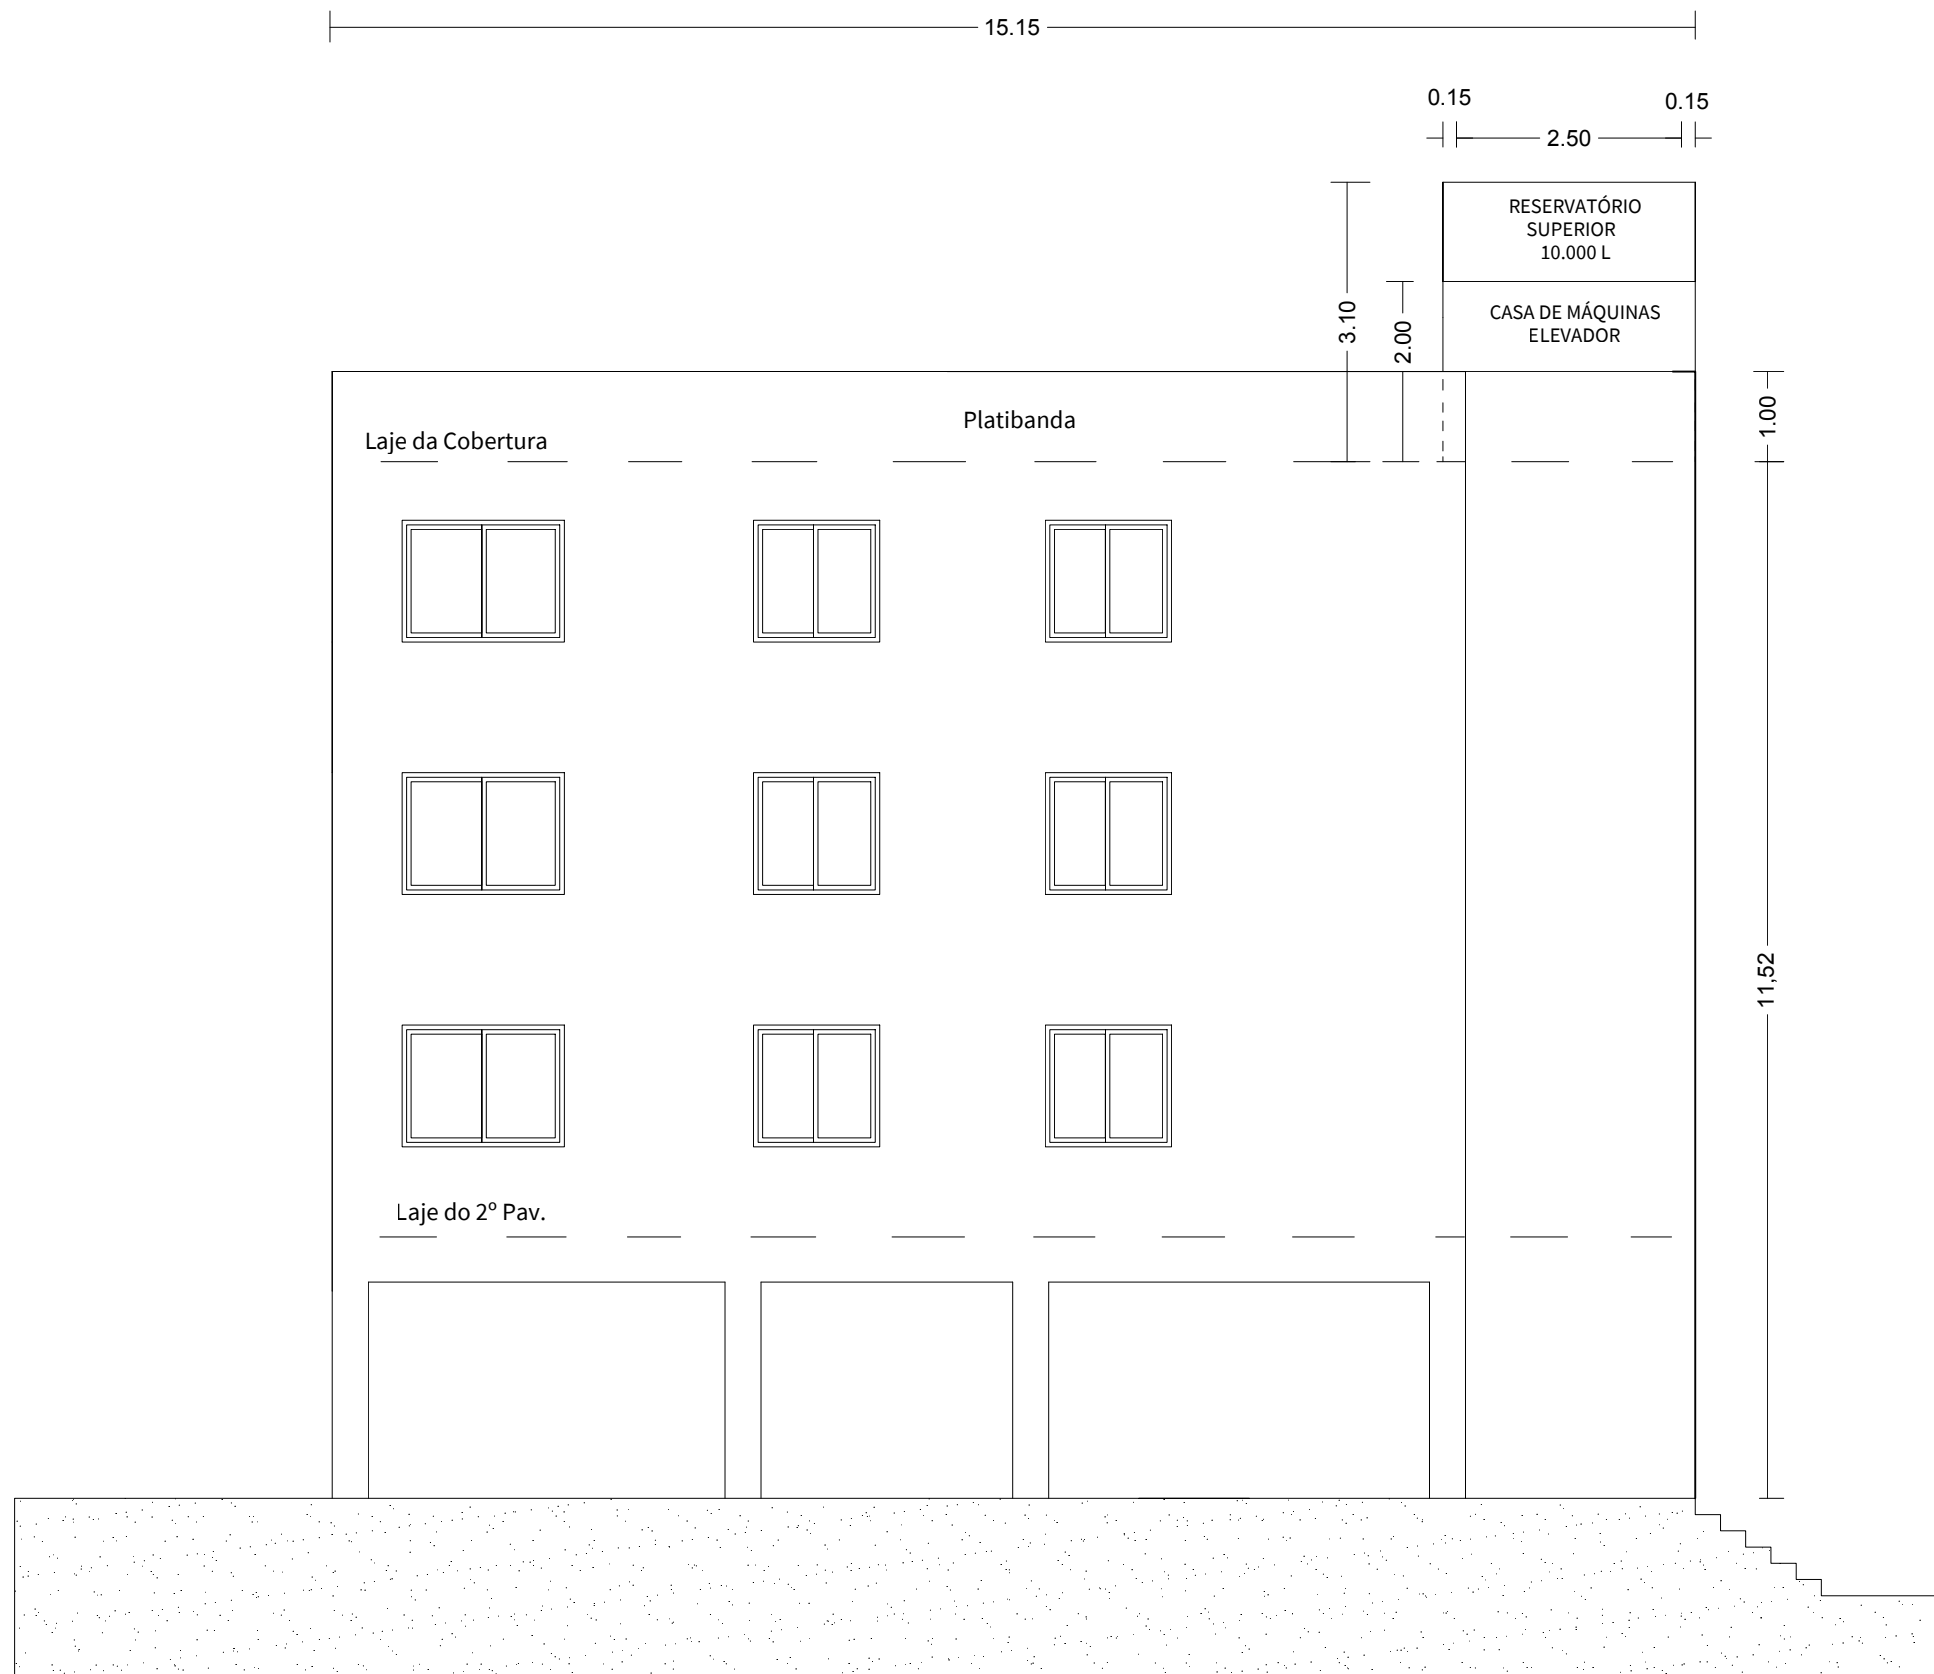 15.15
0.15
0.15
2.50
RESERVATÓRIO
SUPERIOR
10.000 L
3.10
2.00
CASA DE MÁQUINAS
ELEVADOR
1.00
Platibanda
Laje da Cobertura
11,52
Laje do 2º Pav.